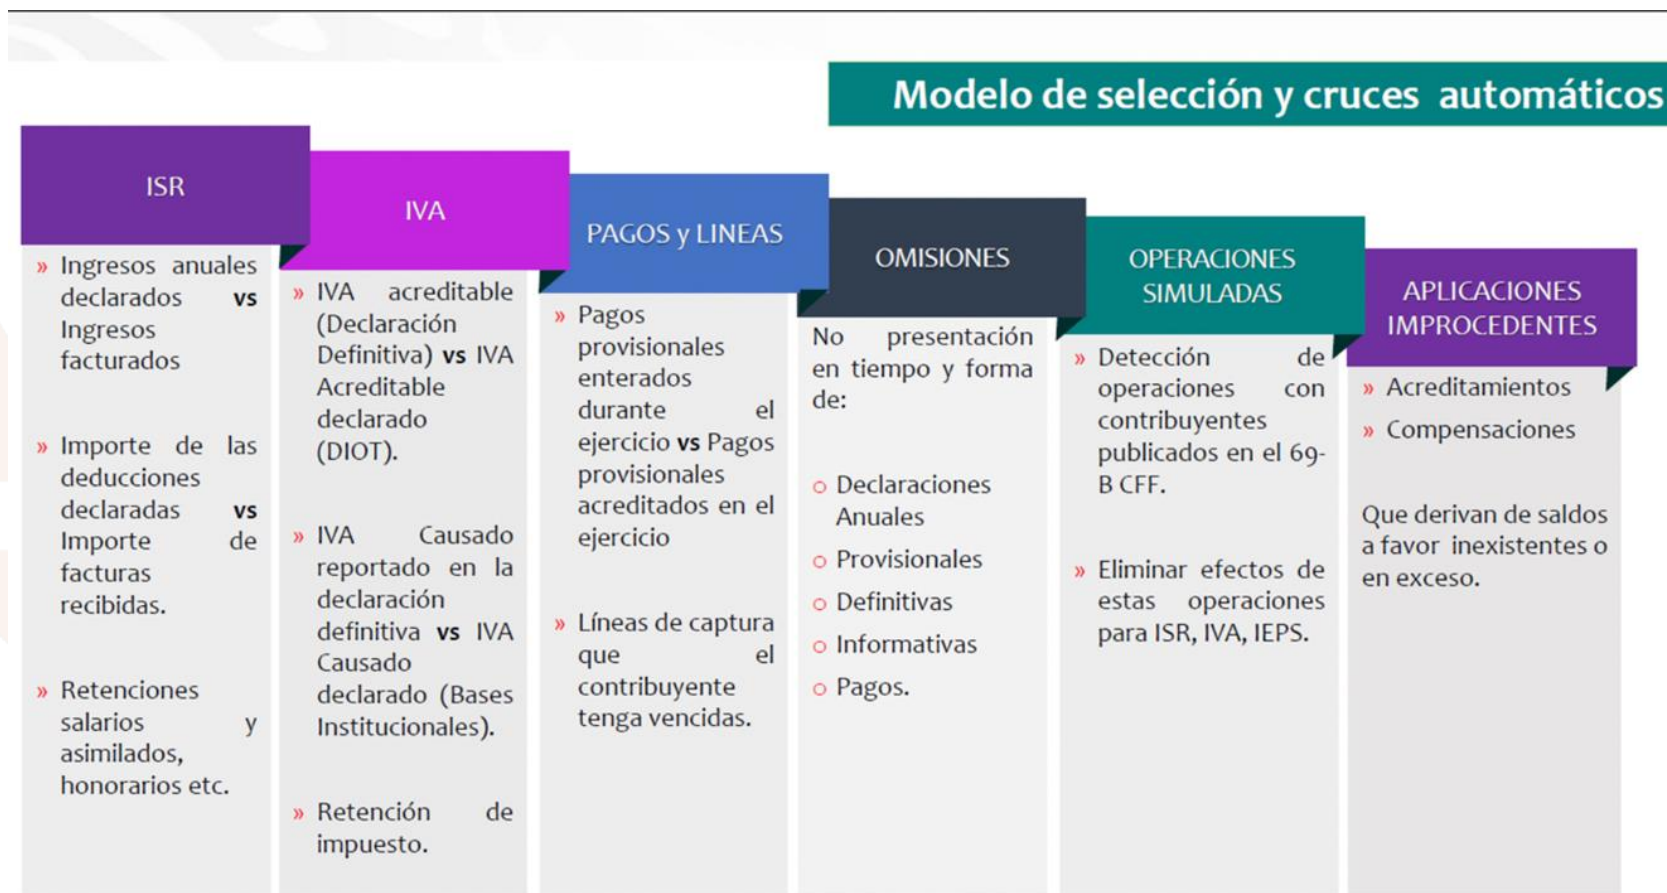 Modelo de selección y cruces automáticos
ISR
» Ingresos anuales
declarados vs
Ingresos
facturados
» Importe de las
deducciones
declaradas vs
Importe de
facturas
recibidas.
» Retenciones
salarios y
asimilados,
honorarios etc.
IVA
» IVA acreditable
(Declaración
Definitiva) vs IVA
Acreditable
declarado
(DIOT).
» IVA Causado
reportado en la
declaración
definitiva vs IVA
Causado
declarado (Bases
Institucionales).
» Retención de
impuesto.
PAGOS y LINEAS
» Pagos
provisionales
enterados
durante el
ejercicio vs Pagos
provisionales
acreditados en el
ejercicio
» Líneas de captura
que el
contribuyente
tenga vencidas.
OMISIONES
No presentación
en tiempo y forma
de:
o Declaraciones
Anuales
o Provisionales
o Definitivas
o Informativas
o Pagos.
OPERACIONES
SIMULADAS
» Detección de
operaciones con
contribuyentes
publicados en el 69-
B CFF.
» Eliminar efectos de
estas operaciones
para ISR, IVA, IEPS.
APLICACIONES
IMPROCEDENTES
» Acreditamientos
» Compensaciones
Que derivan de saldos
a favor inexistentes o
en exceso.